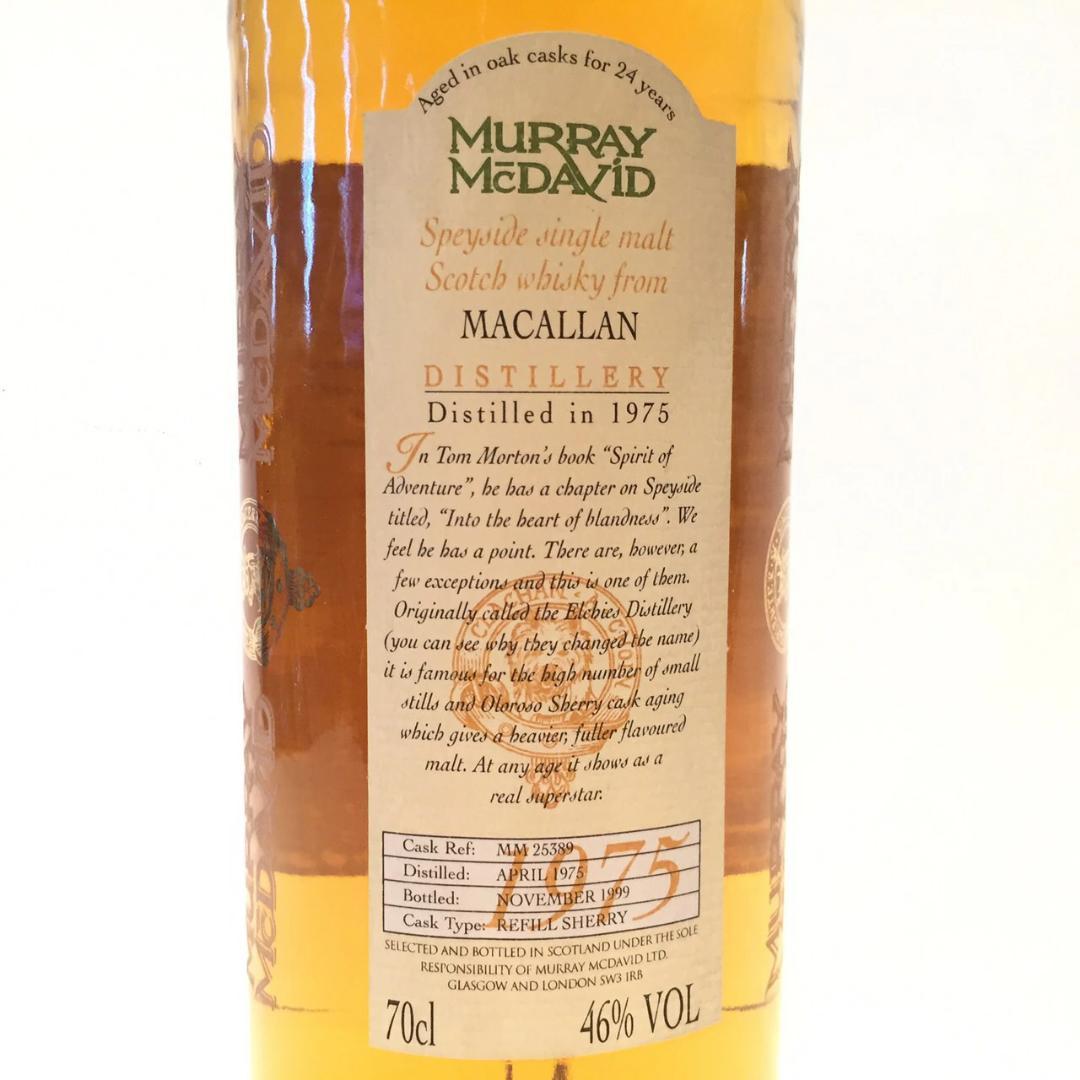 Aged in oak casks for 24 years
MURRAY
McDAVID
Speyside single malt
Scotch whisky from
MACALLAN
DISTILLERY
Distilled in 1975
In Tom Morton's book "Spirit of
Adventure", he has a chapter on Speyside
titled, "Into the heart of blandness". We
feel he has a point. There are, however, a
few exceptions and this is one of them.
Originally called the Elchies Distillery
(you can see why they changed the name)
it is famous for the high number of small
stills and Oloroso Sherry cask aging
which gives a heavier, fuller flavoured
malt. At any age it shows as a
real superstar.
1975
Cask Ref: MM 25389
Distilled: APRIL 1975
Bottled: NOVEMBER 1999
Cask Type: REFILL SHERRY
SELECTED AND BOTTLED IN SCOTLAND UNDER THE SOLE
RESPONSIBILITY OF MURRAY MCDAVID LTD.
GLASGOW AND LONDON SW3 1RB
70cl 46% VOL